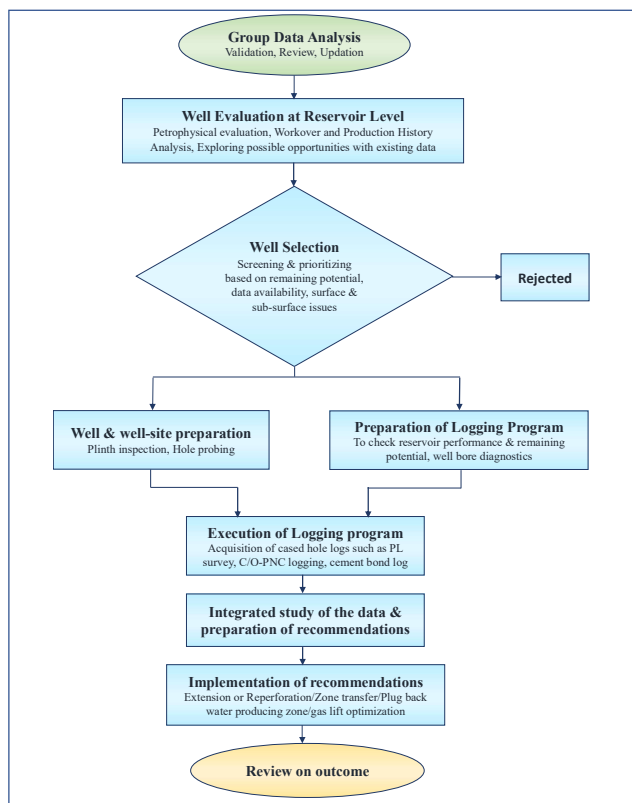 Group Data Analysis
Validation, Review, Updation
Well Evaluation at Reservoir Level
Petrophysical evaluation, Workover and Production History
Analysis, Exploring possible opportunities with existing data
Well Selection
Screening & prioritizing
based on remaining potential,
data availability, surface &
sub-surface issues
Rejected
Well & well-site preparation
Plinth inspection, Hole probing
Preparation of Logging Program
To check reservoir performance & remaining
potential, well bore diagnostics
Execution of Logging program
Acquisition of cased hole logs such as PL
survey, C/O-PNC logging, cement bond log
Integrated study of the data &
preparation of recommendations
Implementation of recommendations
Extension or Reperforation/Zone transfer/Plug back
water producing zone/gas lift optimization
Review on outcome